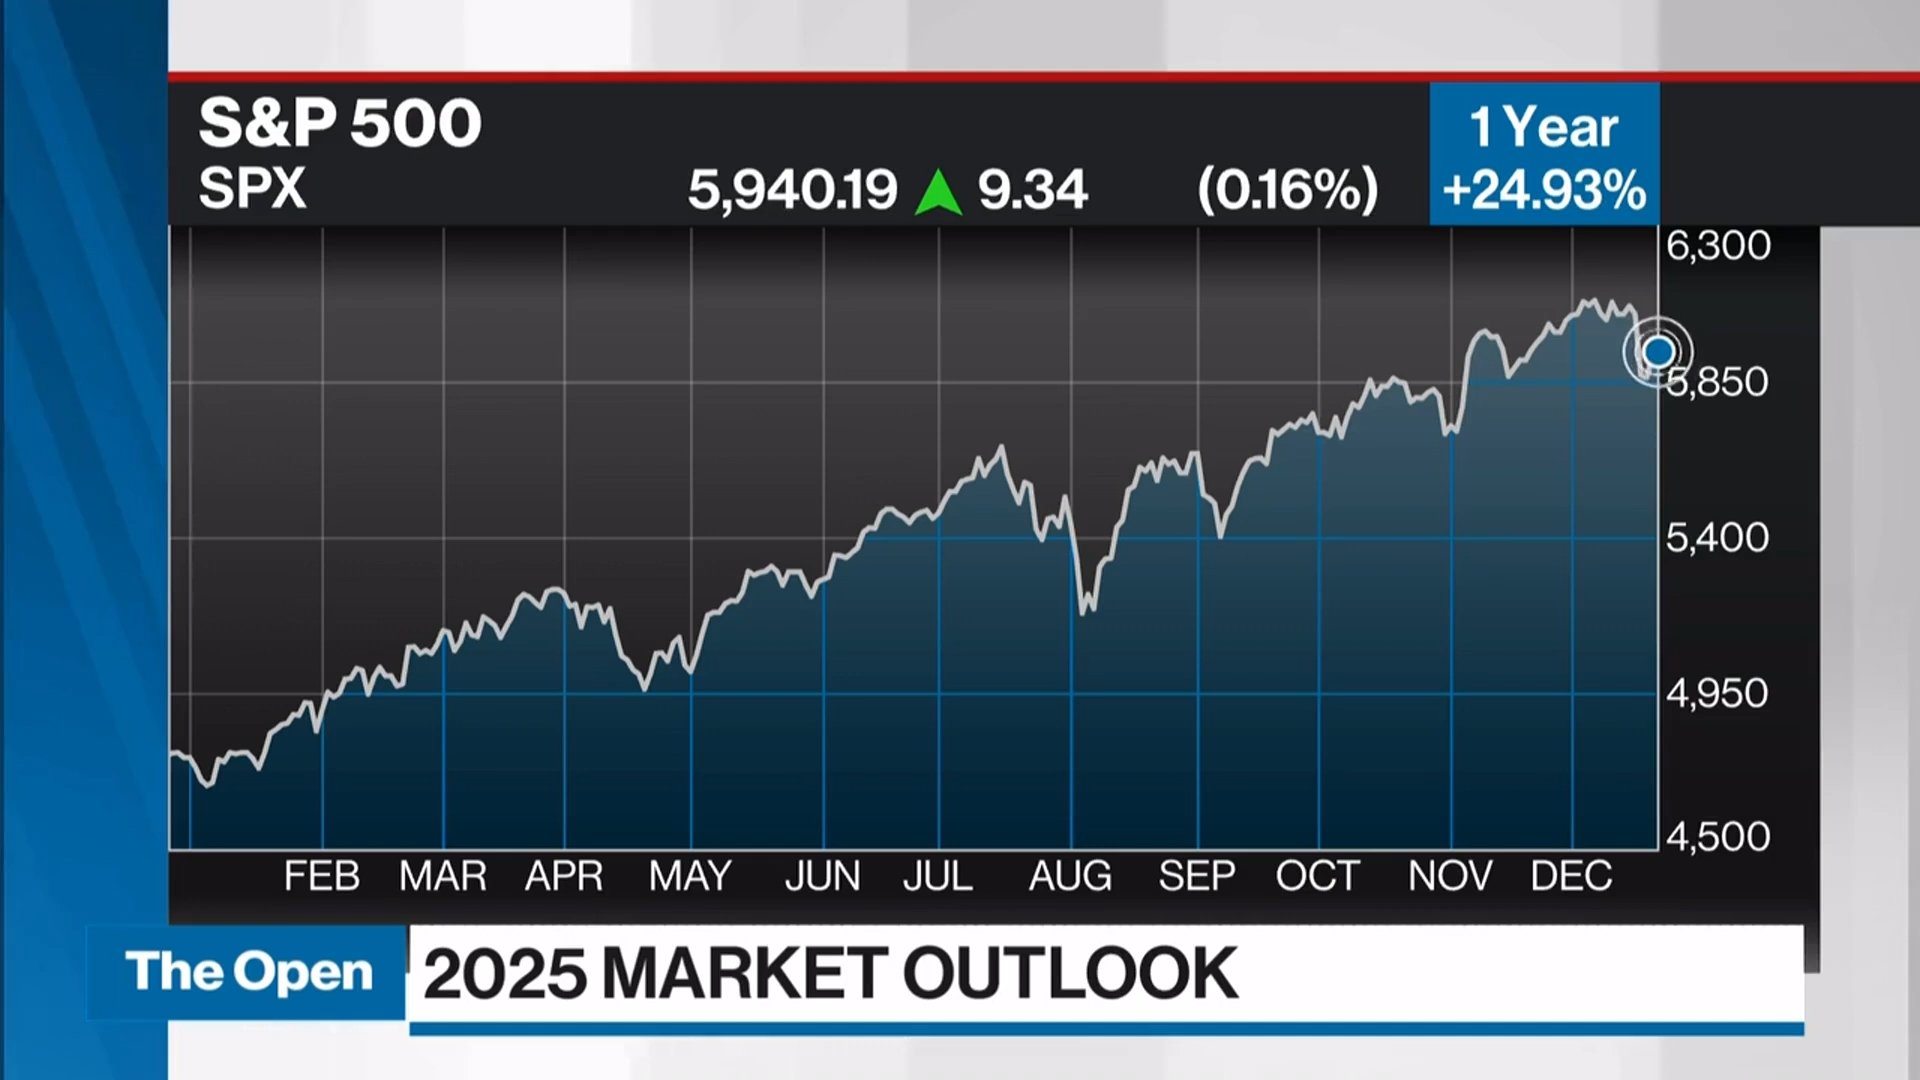 S&P 500
1 Year
SPX 5,940.19 9.34 (0.16%) +24.93%
6,300
5,850
5,400
4,950
4,500
FEB MAR APR MAY JUN JUL AUG SEP OCT NOV DEC
The Open 2025 MARKET OUTLOOK